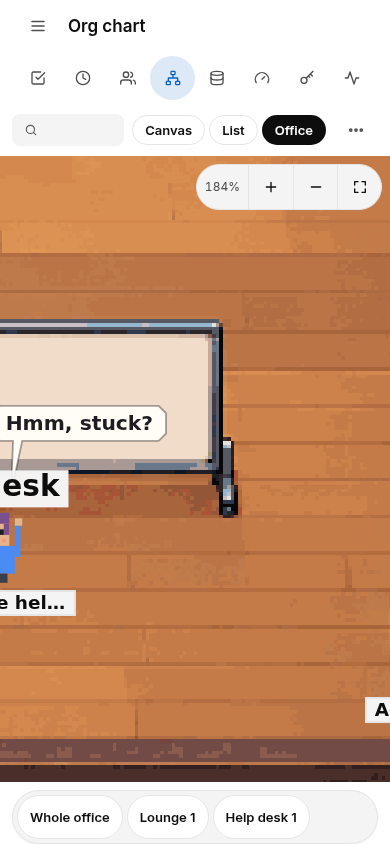 Org chart
Canvas
List
Office
184%
Hmm, stuck?
esk
e hel...
A
Whole office
Lounge 1
Help desk 1